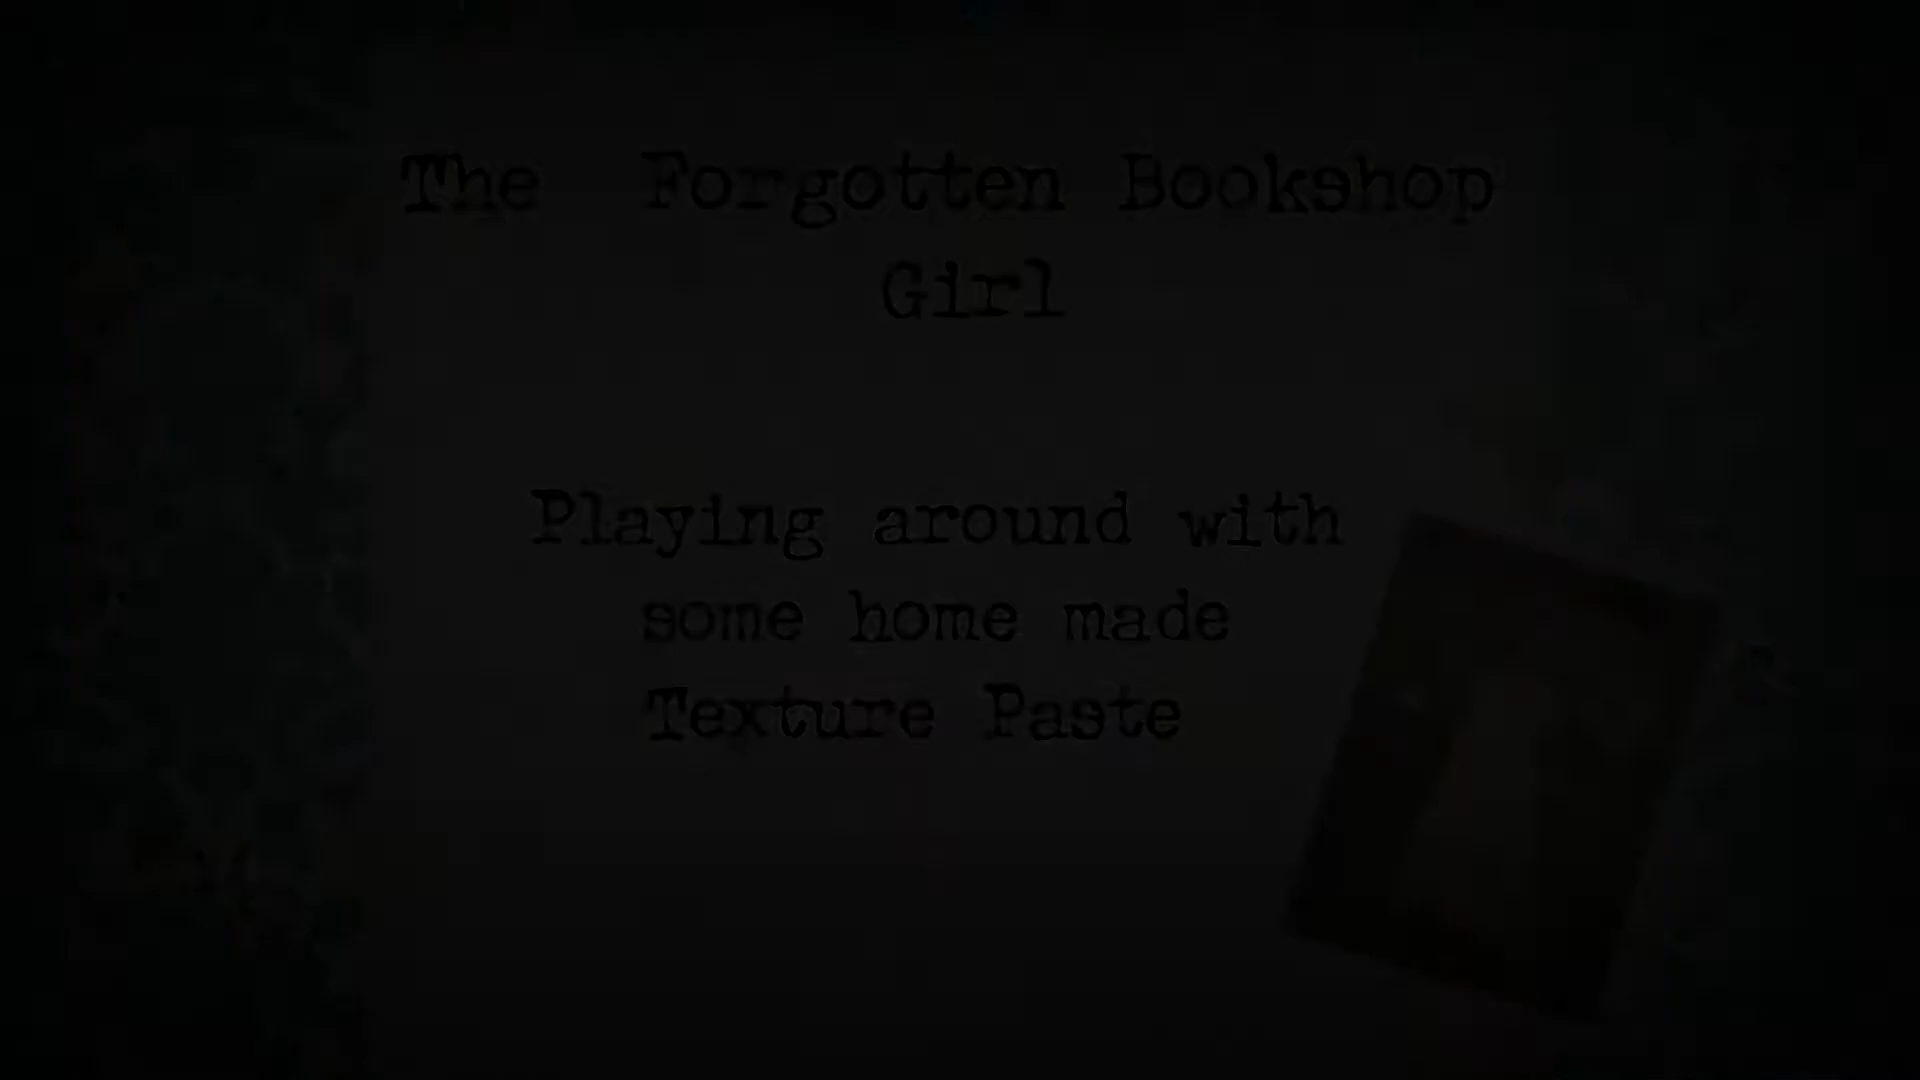 The Forgotten Bookshop
Girl
Playing around with
some home made
Texture Paste